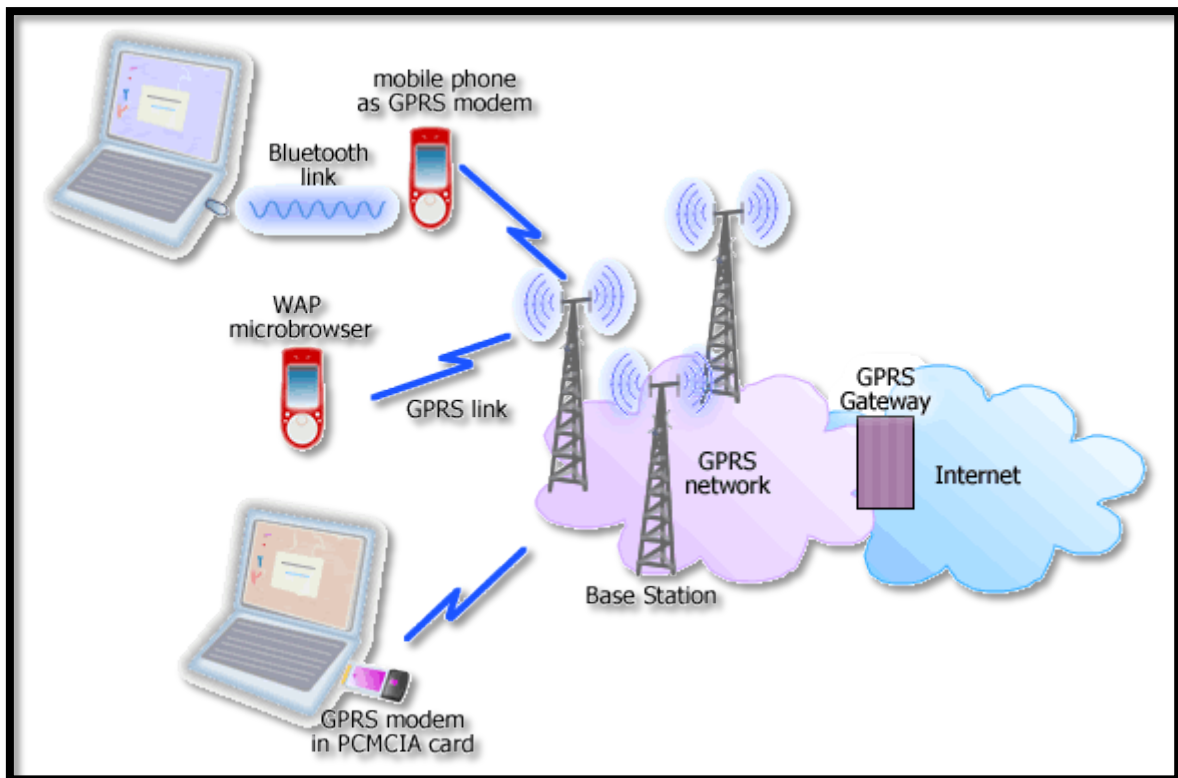 mobile phone
as GPRS modem
Bluetooth
link
WAP
microbrowser
GPRS link
GPRS
Gateway
GPRS
network
Internet
Base Station
GPRS modem
in PCMCIA card